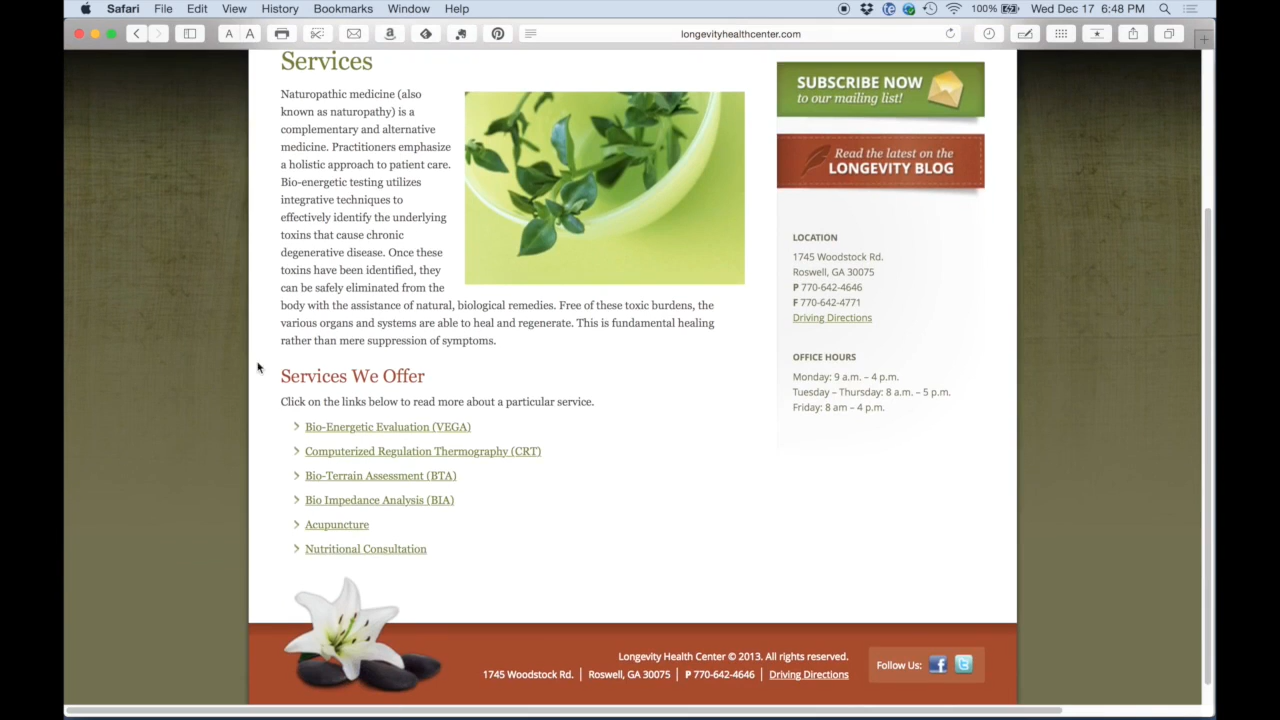 Safari File Edit View History Bookmarks Window Help 100% Wed Dec 17 6:48 PM
A A longevityhealthcenter.com
Services
Naturopathic medicine (also
known as naturopathy) is a
complementary and alternative
medicine. Practitioners emphasize
a holistic approach to patient care.
Bio-energetic testing utilizes
integrative techniques to
effectively identify the underlying
toxins that cause chronic
degenerative disease. Once these
toxins have been identified, they
can be safely eliminated from the
body with the assistance of natural, biological remedies. Free of these toxic burdens, the
various organs and systems are able to heal and regenerate. This is fundamental healing
rather than mere suppression of symptoms.
Services We Offer
Click on the links below to read more about a particular service.
Bio-Energetic Evaluation (VEGA)
Computerized Regulation Thermography (CRT)
Bio-Terrain Assessment (BTA)
Bio Impedance Analysis (BIA)
Acupuncture
Nutritional Consultation
SUBSCRIBE NOW
to our mailing list!
Read the latest on the
LONGEVITY BLOG
LOCATION
1745 Woodstock Rd.
Roswell, GA 30075
P 770-642-4646
F 770-642-4771
Driving Directions
OFFICE HOURS
Monday: 9 a.m. – 4 p.m.
Tuesday – Thursday: 8 a.m. – 5 p.m.
Friday: 8 am – 4 p.m.
Longevity Health Center © 2013. All rights reserved.
1745 Woodstock Rd. | Roswell, GA 30075 | P 770-642-4646 | Driving Directions
Follow Us: